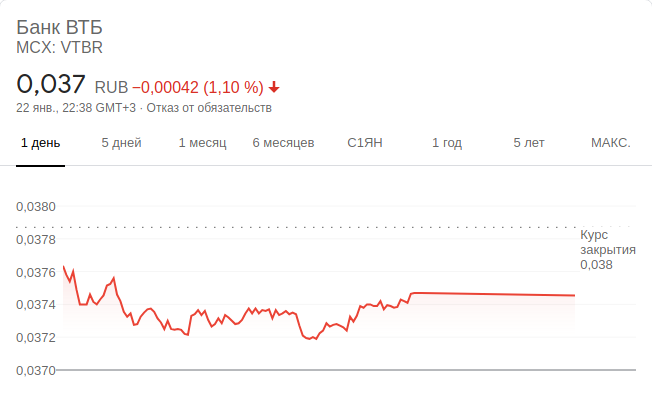 Банк ВТБ
MCX: VTBR
0,037 RUB −0,00042 (1,10 %)
22 янв., 22:38 GMT+3 · Отказ от обязательств
1 день 5 дней 1 месяц 6 месяцев С1ЯН 1 год 5 лет МАКС.
0,0380
0,0378
0,0376
0,0374
0,0372
0,0370
Курс
закрытия
0,038